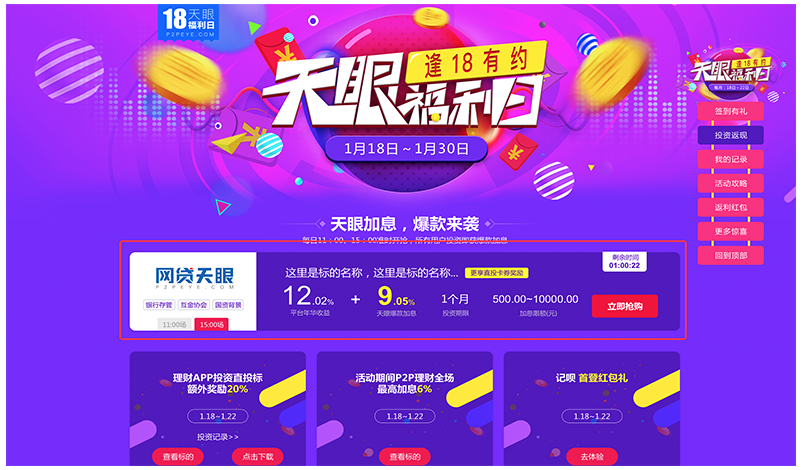 18天眼
福利日
P2PEYE.COM
逢18有约
天眼福利日
1月18日~1月30日
逢18有约
天眼福利日
每月：18日-22日
签到有礼
投资返现
我的记录
活动攻略
返利红包
更多惊喜
回到顶部
天眼加息，爆款来袭
每日11：00、15：00准时开抢，所有用户投资即获爆款加息
剩余时间
01:00:22
网贷天眼
P2PEYE.COM
银行存管 互金协会 国资背景
11:00场 15:00场
这里是标的名称，这里是标的名称... 更享直投卡券奖励
12.02% + 9.05% 1个月 500.00~10000.00 立即抢购
平台年华收益 天眼爆款加息 投资期限 加息限额(元)
理财APP投资直投标
额外奖励20%
1.18~1.22
投资记录>>
查看标的 点击下载
活动期间P2P理财全场
最高加息6%
1.18~1.22
查看标的
记呗 首登红包礼
1.18~1.22
去体验